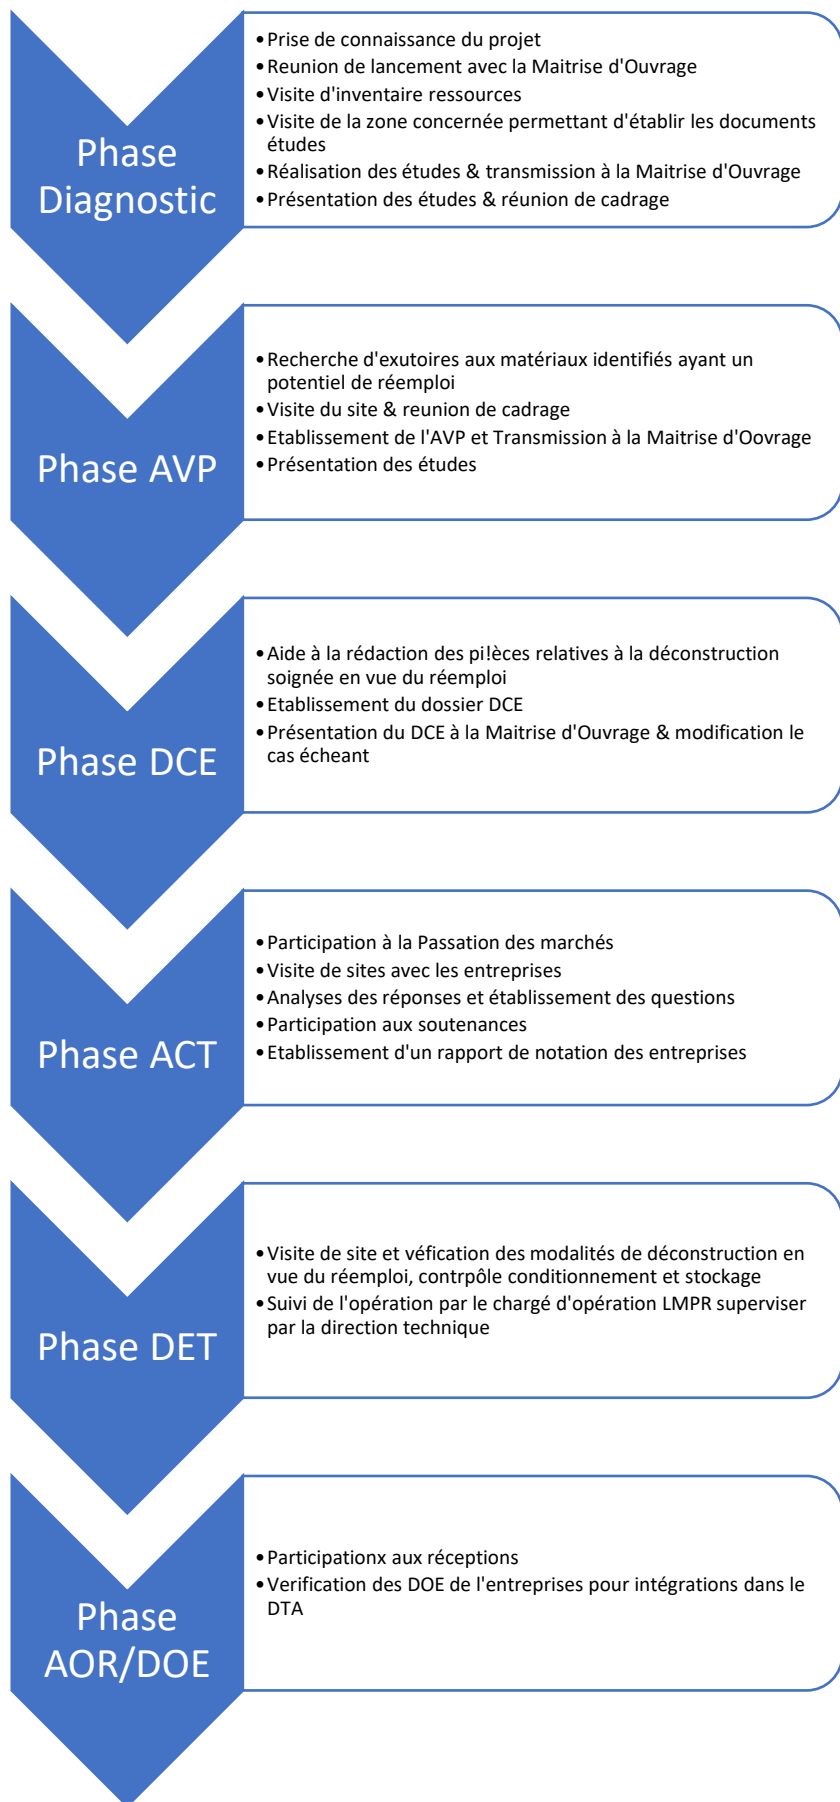 Phase
Diagnostic
•Prise de connaissance du projet
•Reunion de lancement avec la Maitrise d'Ouvrage
•Visite d'inventaire ressources
•Visite de la zone concernée permettant d'établir les documents
études
•Réalisation des études & transmission à la Maitrise d'Ouvrage
•Présentation des études & réunion de cadrage
Phase AVP
•Recherche d'exutoires aux matériaux identifiés ayant un
potentiel de réemploi
•Visite du site & reunion de cadrage
•Etablissement de l'AVP et Transmission à la Maitrise d'Oovrage
•Présentation des études
Phase DCE
•Aide à la rédaction des pi!èces relatives à la déconstruction
soignée en vue du réemploi
•Etablissement du dossier DCE
•Présentation du DCE à la Maitrise d'Ouvrage & modification le
cas écheant
Phase ACT
•Participation à la Passation des marchés
•Visite de sites avec les entreprises
•Analyses des réponses et établissement des questions
•Participation aux soutenances
•Etablissement d'un rapport de notation des entreprises
Phase DET
•Visite de site et véfication des modalités de déconstruction en
vue du réemploi, contrpôle conditionnement et stockage
•Suivi de l'opération par le chargé d'opération LMPR superviser
par la direction technique
Phase
AOR/DOE
•Participationx aux réceptions
•Verification des DOE de l'entreprises pour intégrations dans le
DTA